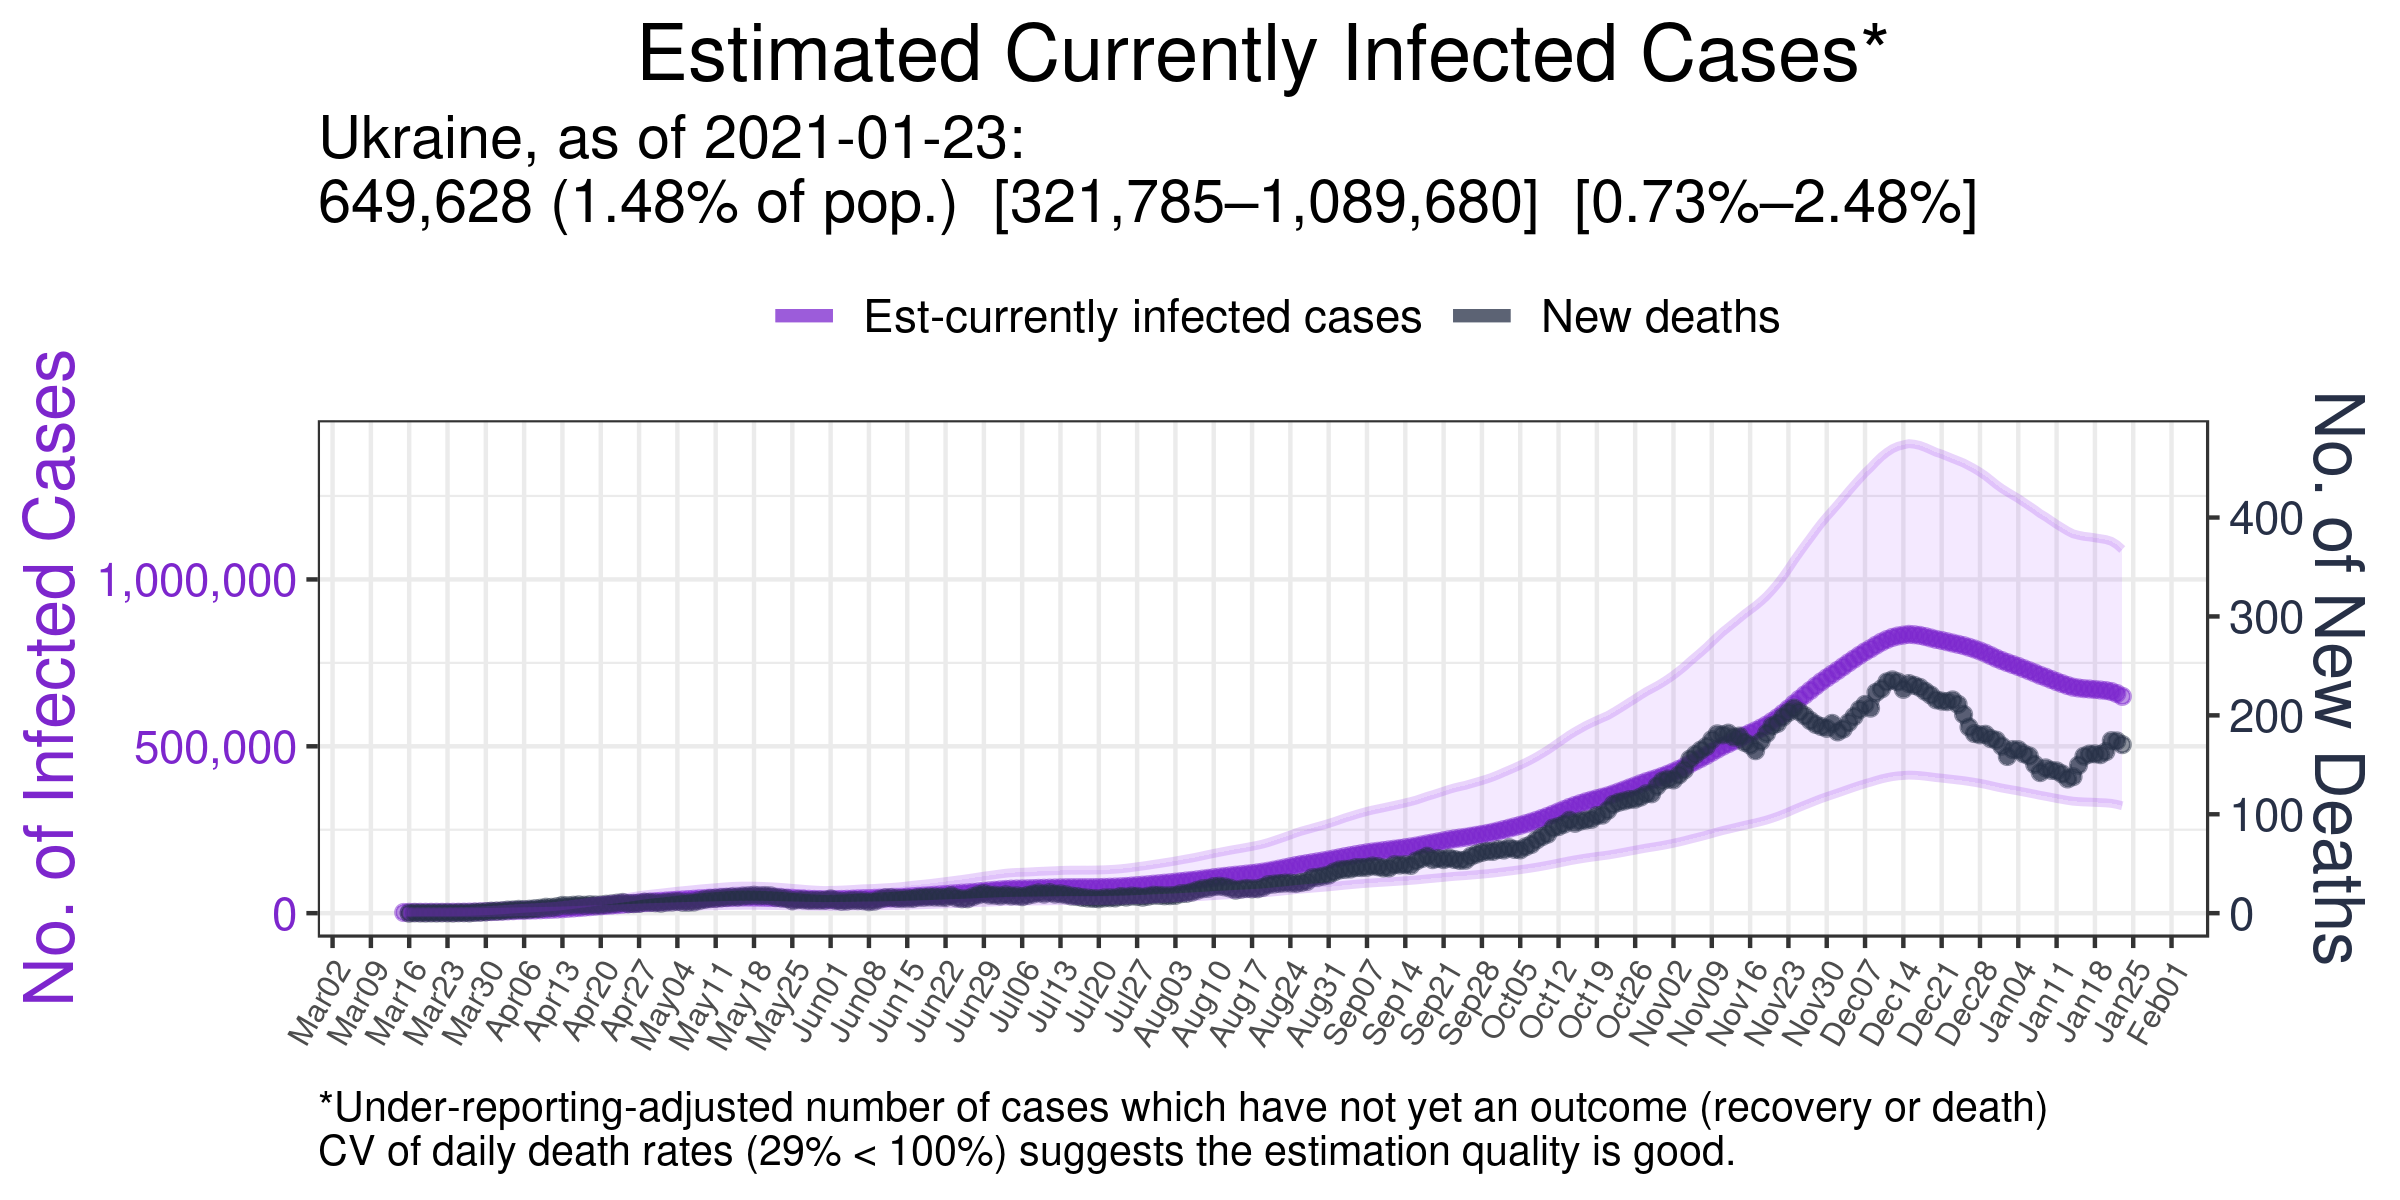 Estimated Currently Infected Cases*
Ukraine, as of 2021-01-23:
649,628 (1.48% of pop.) [321,785–1,089,680] [0.73%–2.48%]
Est-currently infected cases
New deaths
No. of Infected Cases
1,000,000
500,000
0
No. of New Deaths
400
300
200
100
0
Mar02
Mar09
Mar16
Mar23
Mar30
Apr06
Apr13
Apr20
Apr27
May04
May11
May18
May25
Jun01
Jun08
Jun15
Jun22
Jun29
Jul06
Jul13
Jul20
Jul27
Aug03
Aug10
Aug17
Aug24
Aug31
Sep07
Sep14
Sep21
Sep28
Oct05
Oct12
Oct19
Oct26
Nov02
Nov09
Nov16
Nov23
Nov30
Dec07
Dec14
Dec21
Dec28
Jan04
Jan11
Jan18
Jan25
Feb01
*Under-reporting-adjusted number of cases which have not yet an outcome (recovery or death)
CV of daily death rates (29% < 100%) suggests the estimation quality is good.